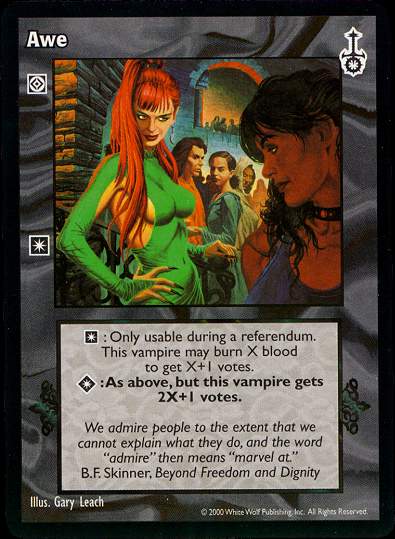 Awe
: Only usable during a referendum.
This vampire may burn X blood
to get X+1 votes.
: As above, but this vampire gets
2X+1 votes.
We admire people to the extent that we
cannot explain what they do, and the word
“admire” then means “marvel at.”
B.F. Skinner, Beyond Freedom and Dignity
Illus. Gary Leach
© 2000 White Wolf Publishing, Inc. All Rights Reserved.